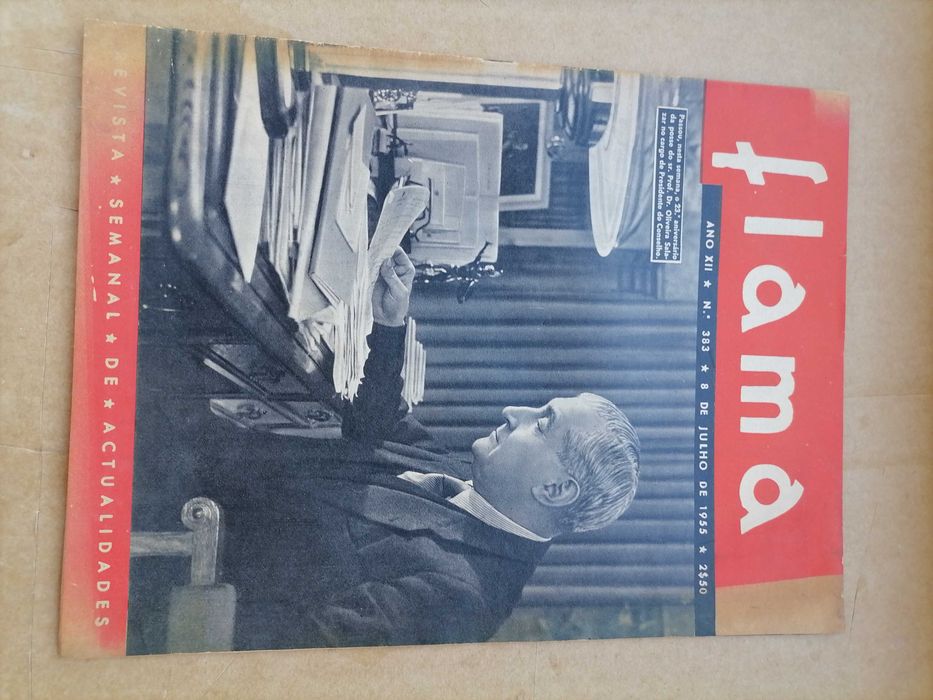 flama
ANO XII ★ N.º 383 ★ 8 DE JULHO DE 1955 ★ 2$50
Passou, nesta semana, o 23.º aniversário
da posse do sr. Prof. Dr. Oliveira Sala-
zar no cargo de Presidente do Conselho.
EVISTA ★ SEMANAL ★ DE ★ ACTUALIDADES